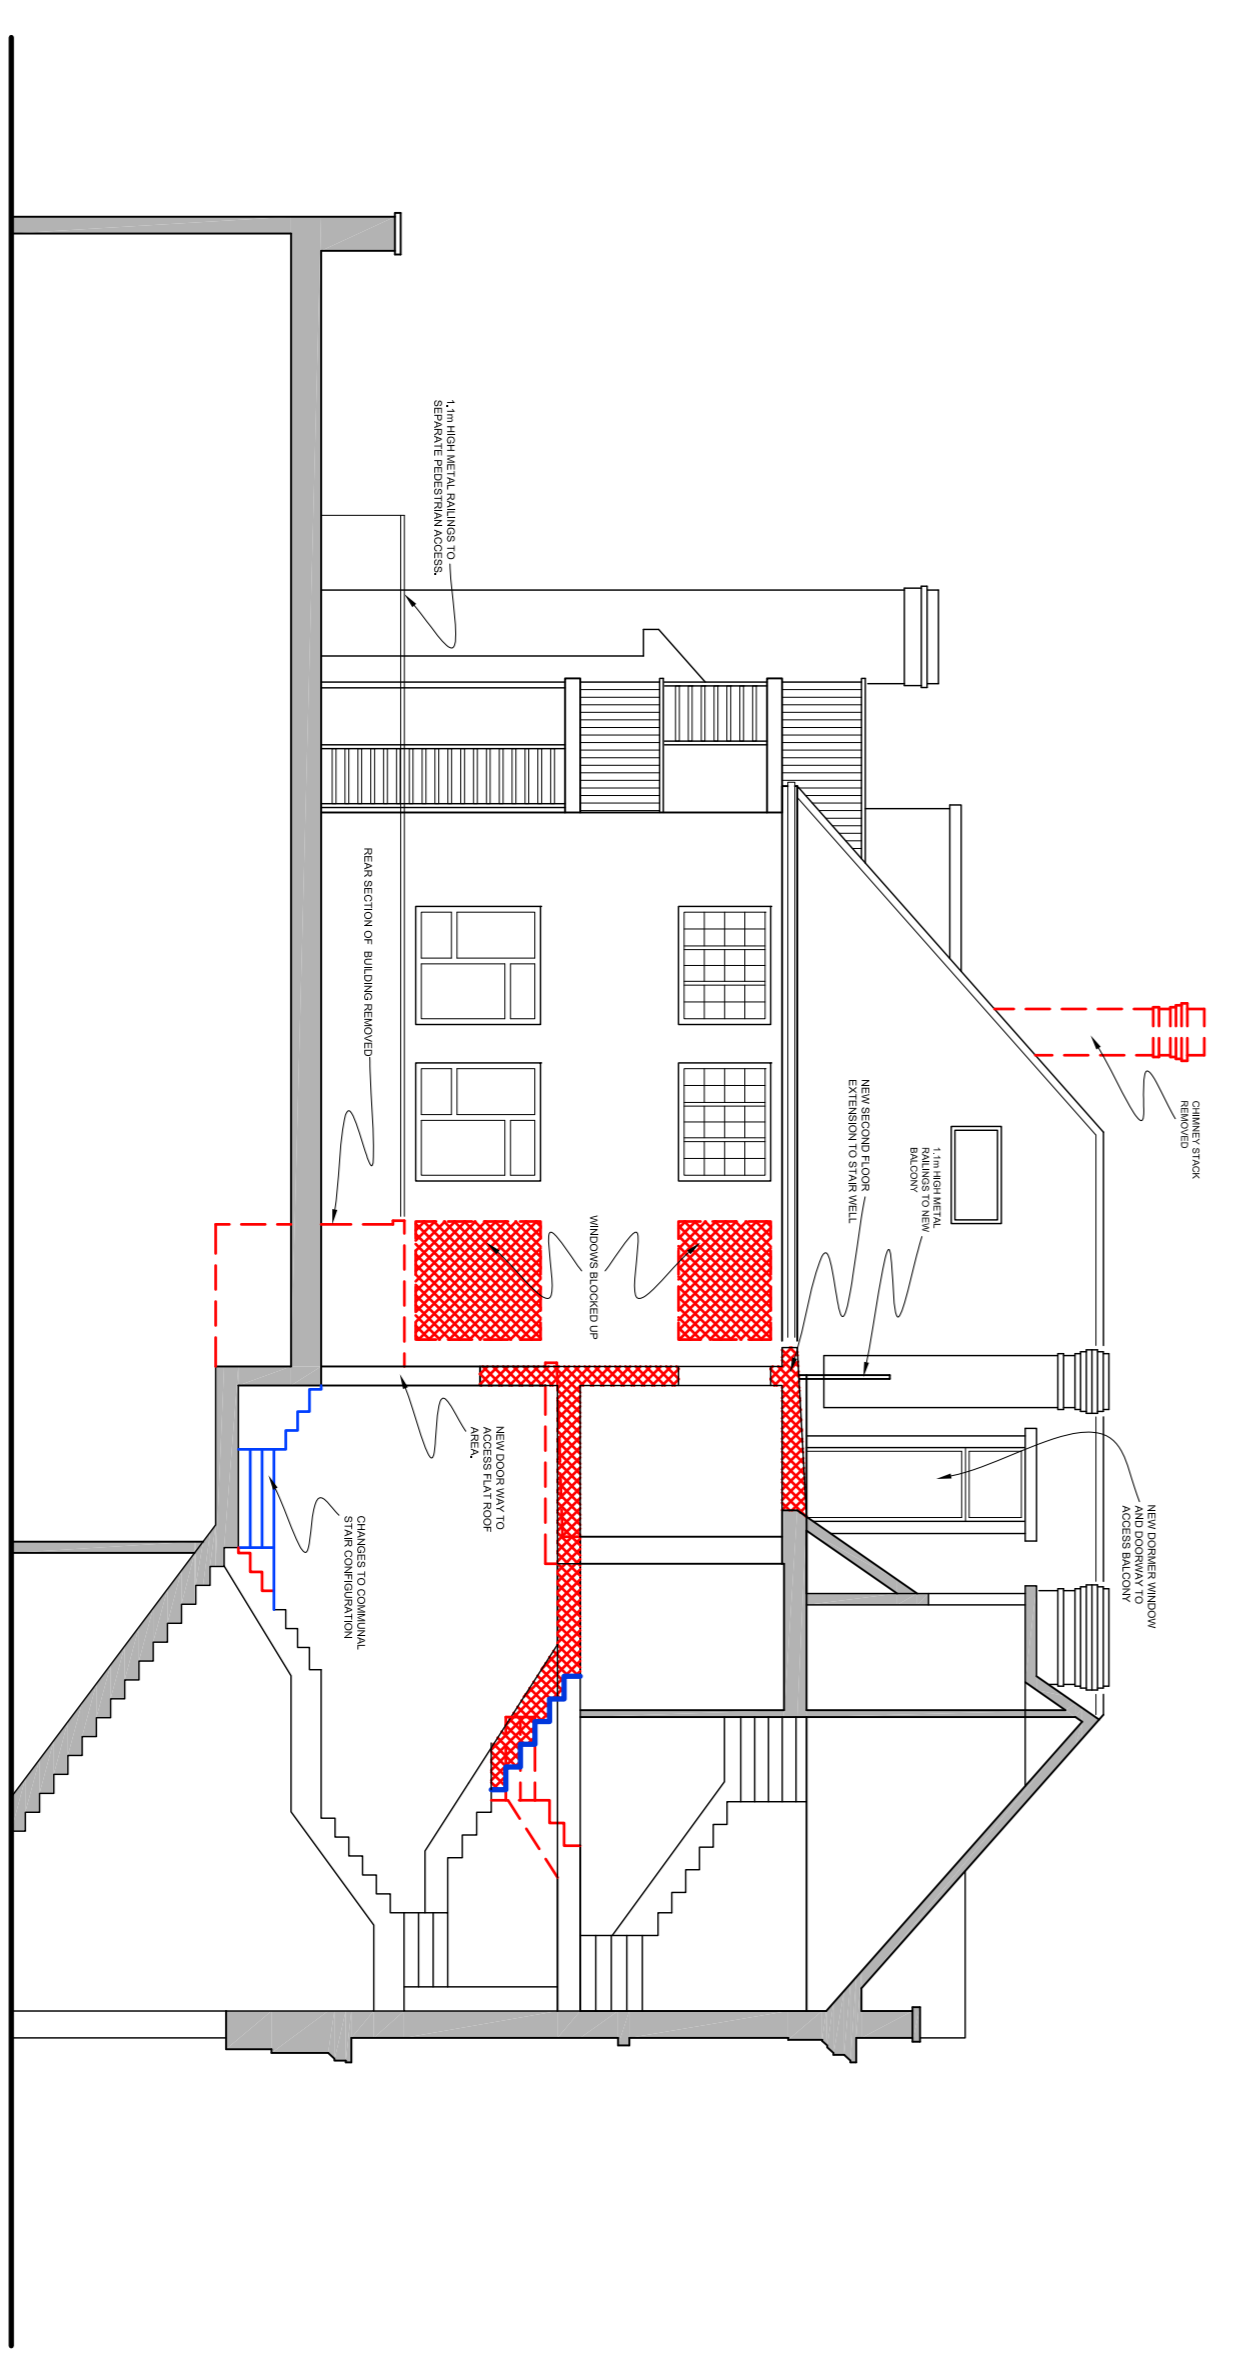 1.1m HIGH METAL RAILINGS TO
SEPARATE PEDESTRIAN ACCESS.
REAR SECTION OF BUILDING REMOVED
CHIMNEY STACK
REMOVED
NEW SECOND FLOOR
EXTENSION TO STAIR WELL
1.1m HIGH METAL
RAILINGS TO NEW
BALCONY
WINDOWS BLOCKED UP
NEW DOOR WAY TO
ACCESS FLAT ROOF
AREA.
NEW DORMER WINDOW
AND DOORWAY TO
ACCESS BALCONY
CHANGES TO COMMUNAL
STAIR CONFIGURATION